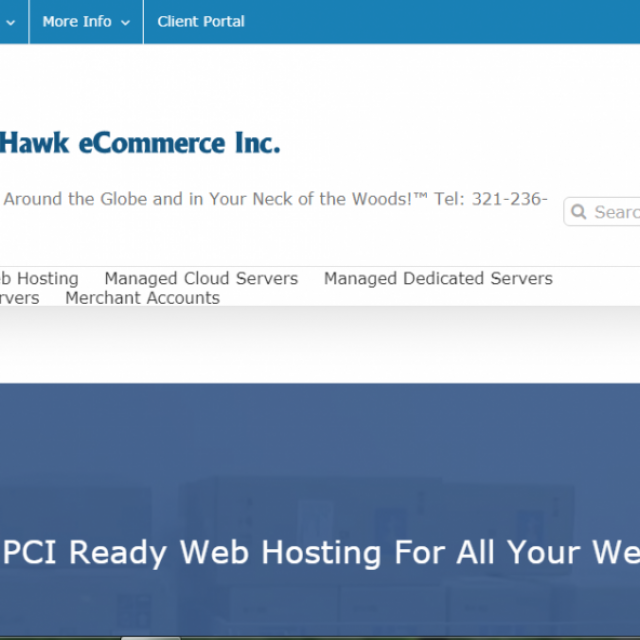 More Info Client Portal
Hawk eCommerce Inc.
Around the Globe and in Your Neck of the Woods!™ Tel: 321-236-
Searc
b Hosting Managed Cloud Servers Managed Dedicated Servers
rvers Merchant Accounts
PCI Ready Web Hosting For All Your We